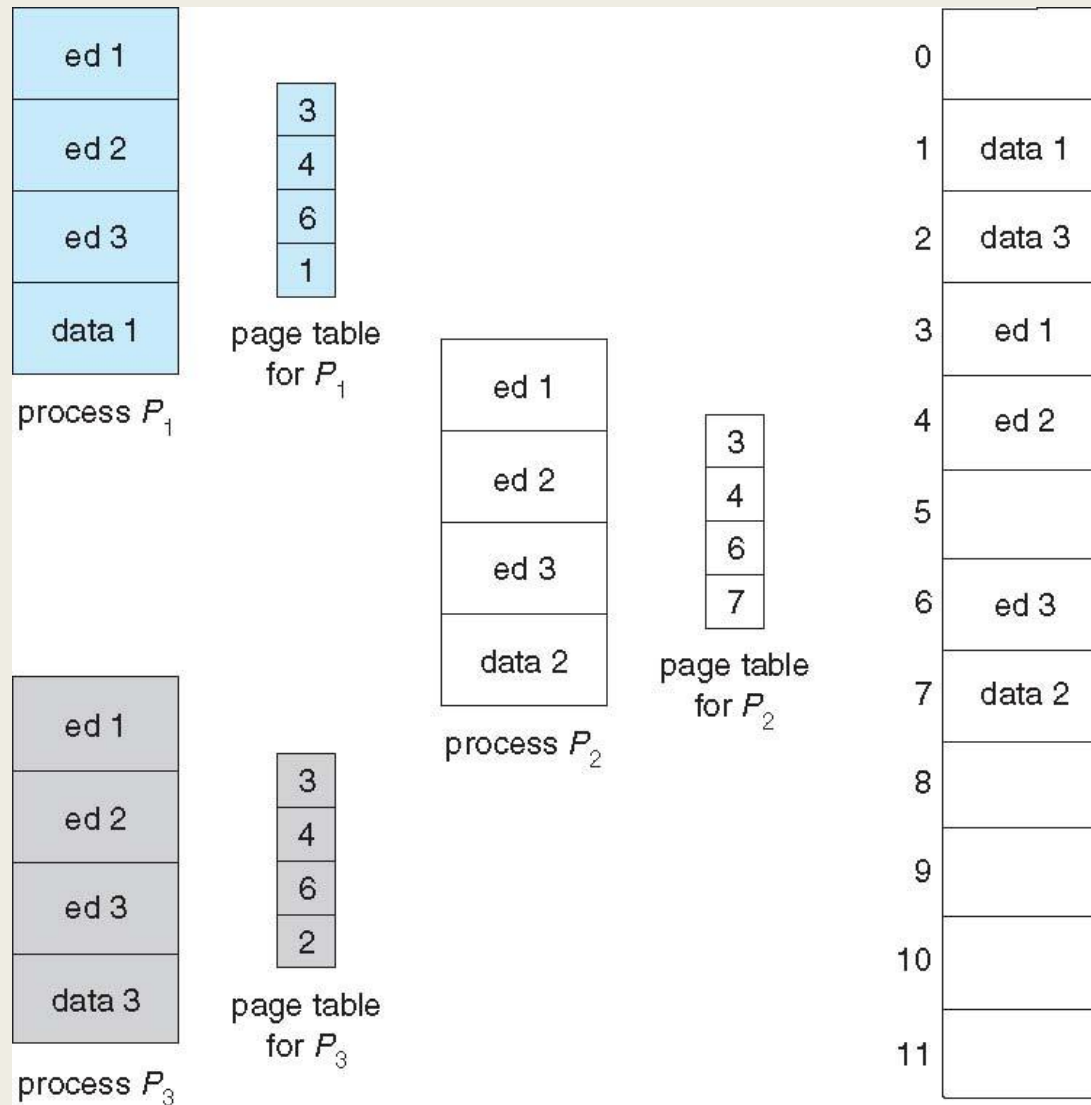 ed 1
ed 2
ed 3
data 1
process P1
3
4
6
1
page table
for P1
ed 1
ed 2
ed 3
data 2
process P2
3
4
6
7
page table
for P2
ed 1
ed 2
ed 3
data 3
process P3
3
4
6
2
page table
for P3
0
1 data 1
2 data 3
3 ed 1
4 ed 2
5
6 ed 3
7 data 2
8
9
10
11